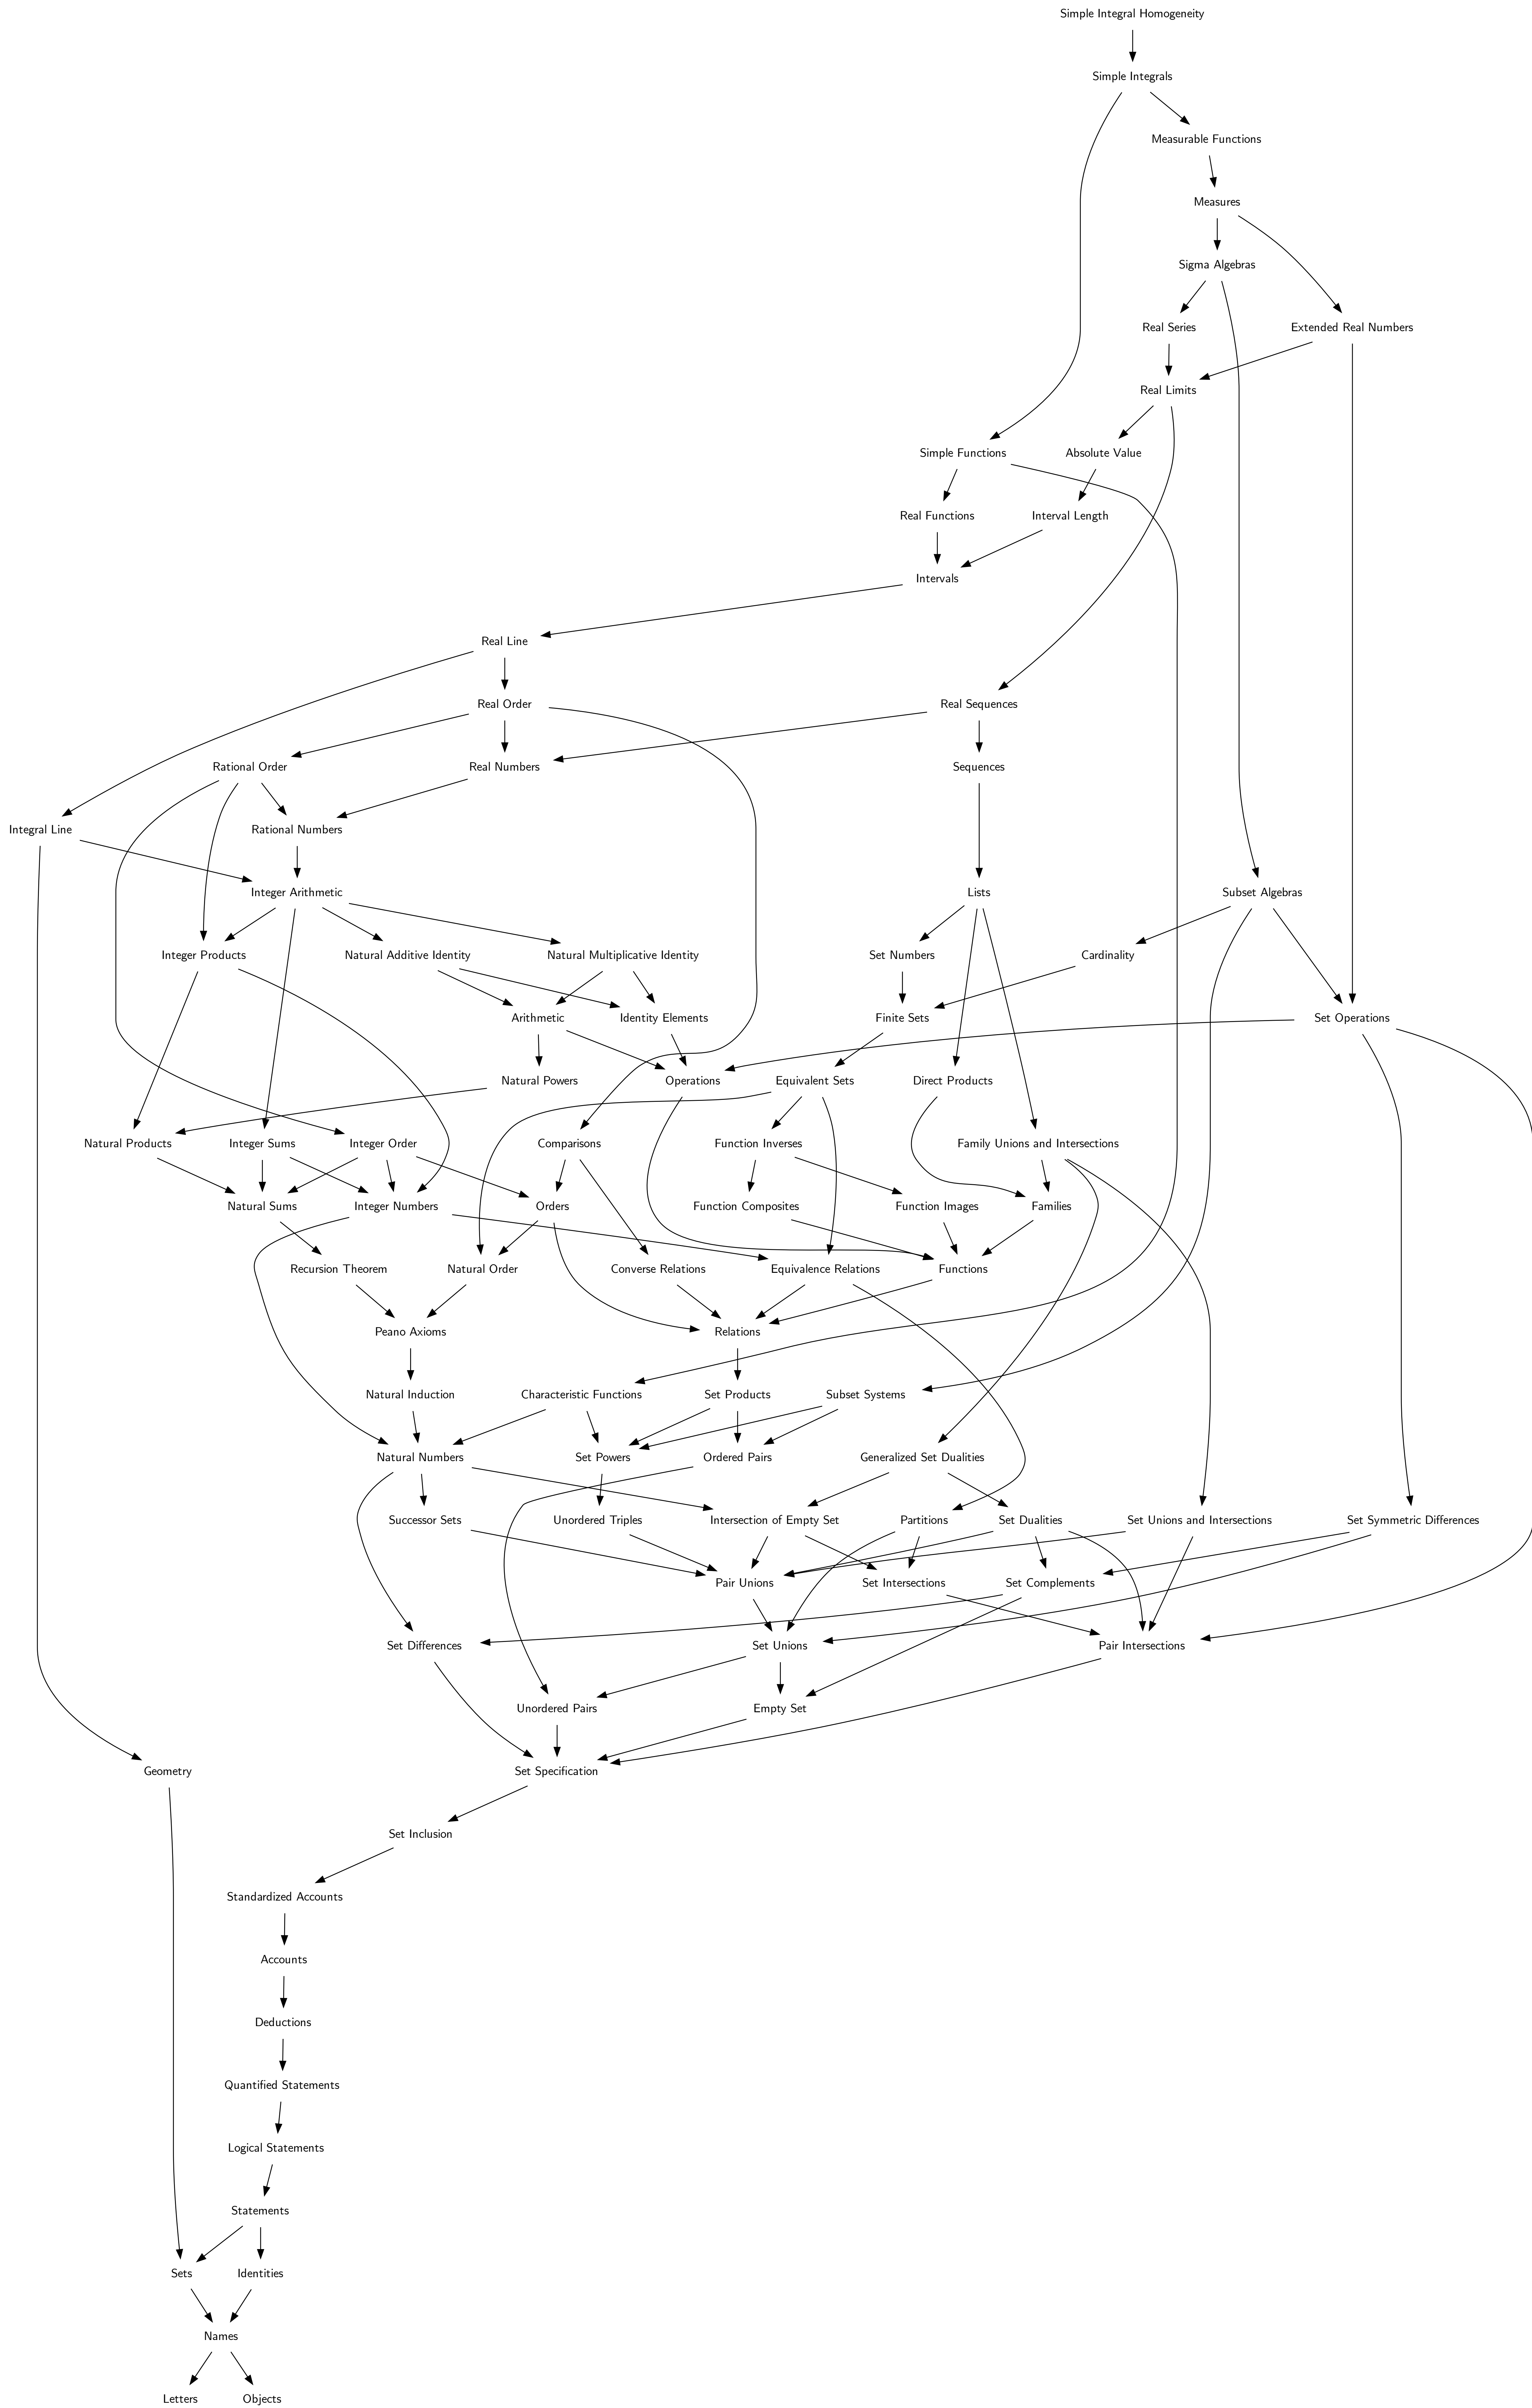 Simple Integral Homogeneity
Simple Integrals
Measurable Functions
Measures
Sigma Algebras
Real Series
Extended Real Numbers
Real Limits
Simple Functions
Absolute Value
Real Functions
Interval Length
Intervals
Real Line
Real Order
Real Sequences
Rational Order
Real Numbers
Sequences
Integral Line
Rational Numbers
Integer Arithmetic
Lists
Subset Algebras
Integer Products
Natural Additive Identity
Natural Multiplicative Identity
Set Numbers
Cardinality
Arithmetic
Identity Elements
Finite Sets
Set Operations
Natural Powers
Operations
Equivalent Sets
Direct Products
Natural Products
Integer Sums
Integer Order
Comparisons
Function Inverses
Family Unions and Intersections
Natural Sums
Integer Numbers
Orders
Function Composites
Function Images
Families
Recursion Theorem
Natural Order
Converse Relations
Equivalence Relations
Functions
Peano Axioms
Relations
Natural Induction
Characteristic Functions
Set Products
Subset Systems
Natural Numbers
Set Powers
Ordered Pairs
Generalized Set Dualities
Successor Sets
Unordered Triples
Intersection of Empty Set
Partitions
Set Dualities
Set Unions and Intersections
Set Symmetric Differences
Pair Unions
Set Intersections
Set Complements
Set Differences
Set Unions
Pair Intersections
Unordered Pairs
Empty Set
Geometry
Set Specification
Set Inclusion
Standardized Accounts
Accounts
Deductions
Quantified Statements
Logical Statements
Statements
Sets
Identities
Names
Letters
Objects